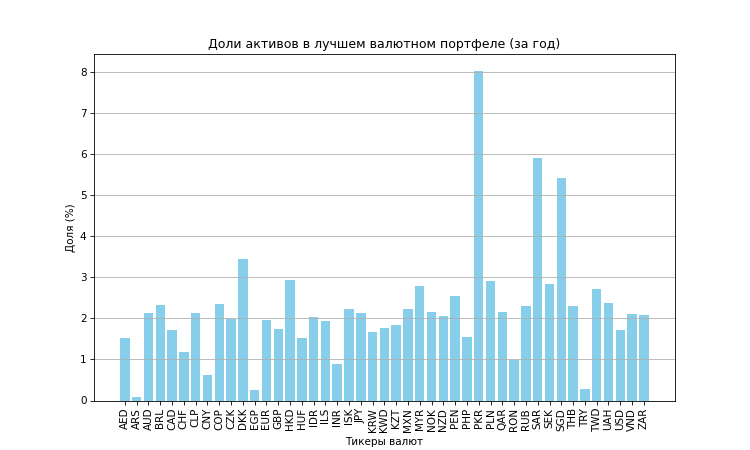 Доли активов в лучшем валютном портфеле (за год)
Доля (%)
8
7
6
5
4
3
2
1
0
AED ARS AUD BRL CAD CHF CLP CNY COP CZK DKK EGP EUR GBP HKD HUF IDR ILS INR ISK JPY KRW KWD KZT MXN MYR NOK NZD PEN PHP PKR PLN QAR RON RUB SAR SEK SGD THB TRY TWD UAH USD VND ZAR
Тикеры валют